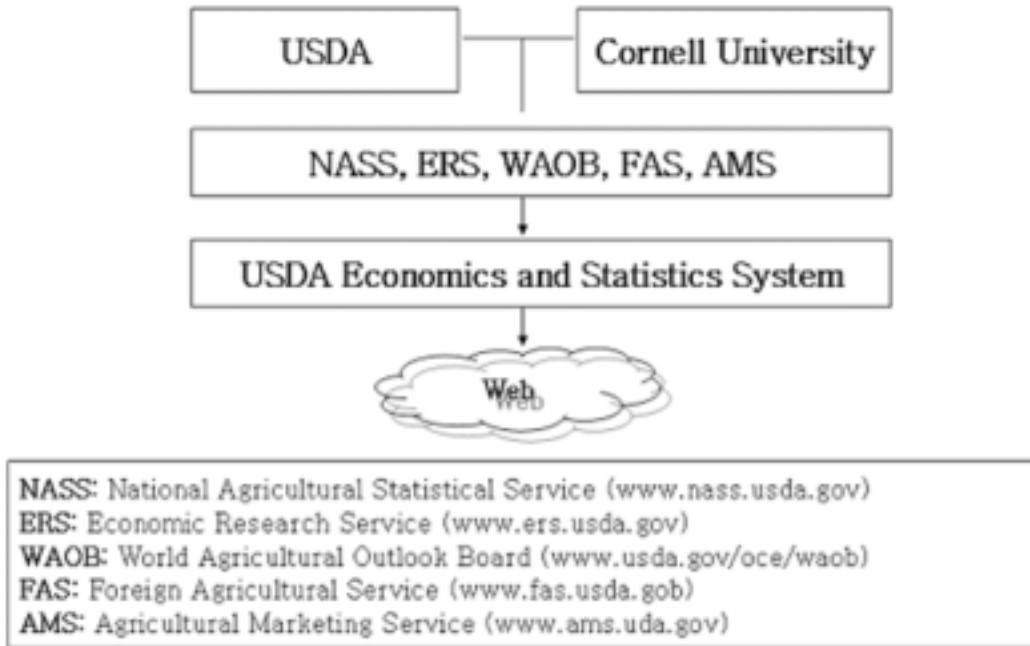 USDA
Cornell University
NASS, ERS, WAOB, FAS, AMS
USDA Economics and Statistics System
Web
NASS: National Agricultural Statistical Service (www.nass.usda.gov)
ERS: Economic Research Service (www.ers.usda.gov)
WAOB: World Agricultural Outlook Board (www.usda.gov/oce/waob)
FAS: Foreign Agricultural Service (www.fas.usda.gob)
AMS: Agricultural Marketing Service (www.ams.uda.gov)